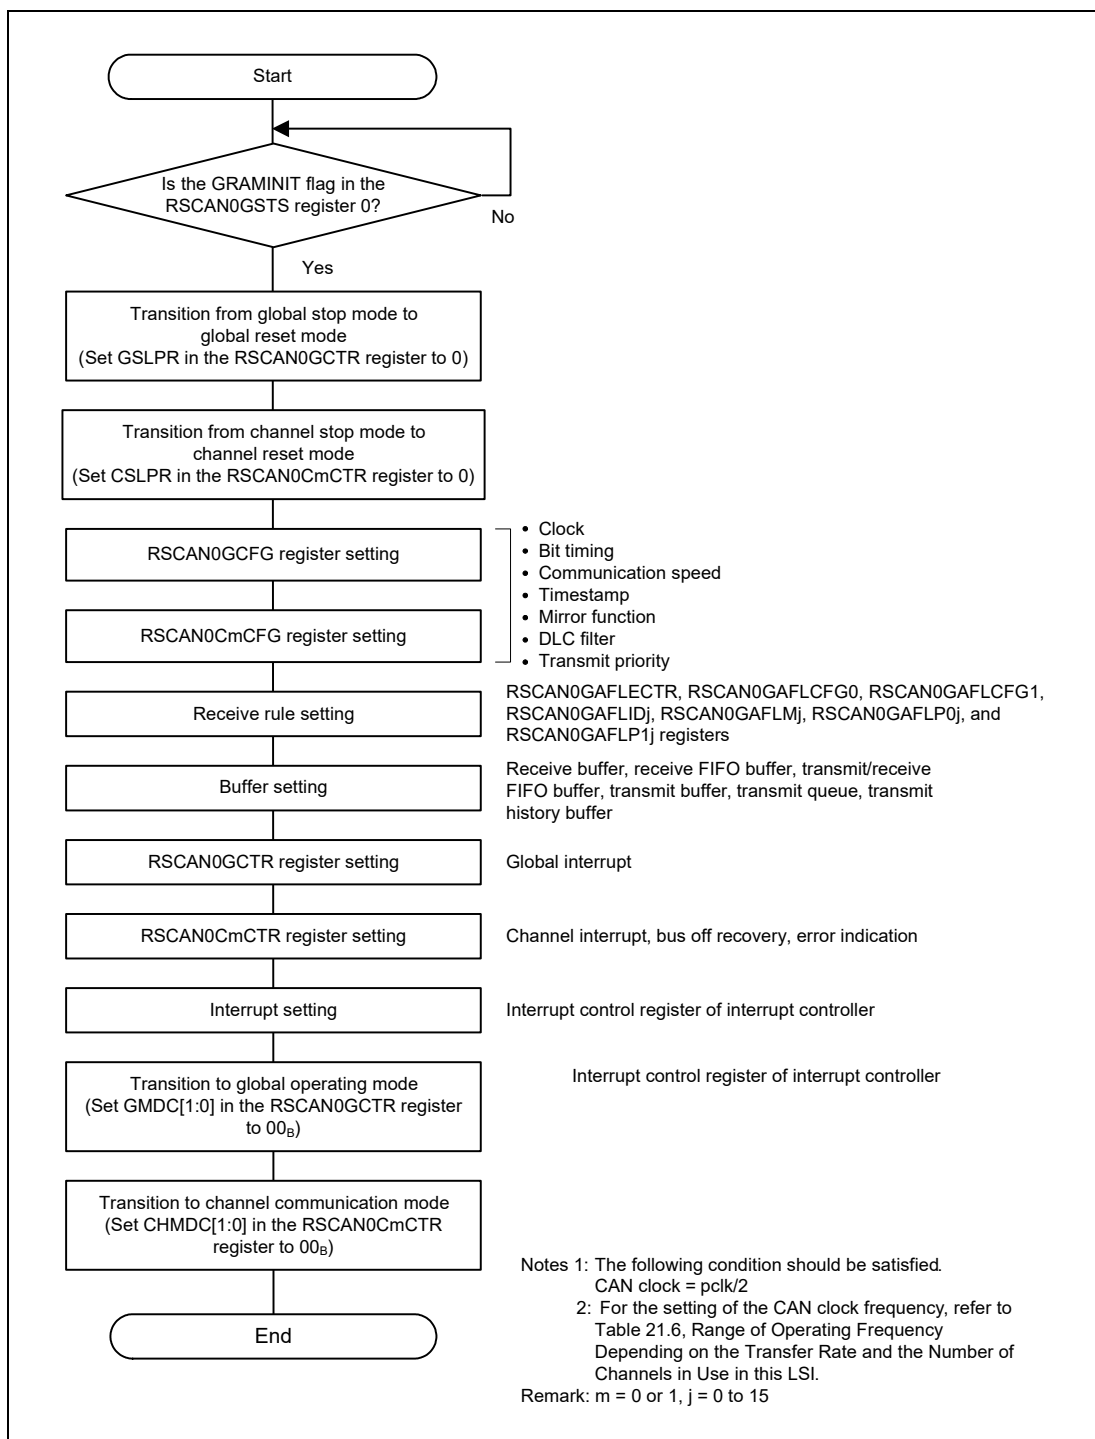 Start
Is the GRAMINIT flag in the
RSCAN0GSTS register 0?
No
Yes
Transition from global stop mode to
global reset mode
(Set GSLPR in the RSCAN0GCTR register to 0)
Transition from channel stop mode to
channel reset mode
(Set CSLPR in the RSCAN0CmCTR register to 0)
RSCAN0GCFG register setting
RSCAN0CmCFG register setting
• Clock
• Bit timing
• Communication speed
• Timestamp
• Mirror function
• DLC filter
• Transmit priority
Receive rule setting
RSCAN0GAFLECTR, RSCAN0GAFLCFG0, RSCAN0GAFLCFG1,
RSCAN0GAFLIDj, RSCAN0GAFLMj, RSCAN0GAFLP0j, and
RSCAN0GAFLP1j registers
Buffer setting
Receive buffer, receive FIFO buffer, transmit/receive
FIFO buffer, transmit buffer, transmit queue, transmit
history buffer
RSCAN0GCTR register setting
Global interrupt
RSCAN0CmCTR register setting
Channel interrupt, bus off recovery, error indication
Interrupt setting
Interrupt control register of interrupt controller
Transition to global operating mode
(Set GMDC[1:0] in the RSCAN0GCTR register
to 00B)
Interrupt control register of interrupt controller
Transition to channel communication mode
(Set CHMDC[1:0] in the RSCAN0CmCTR
register to 00B)
End
Notes 1: The following condition should be satisfied.
CAN clock = pclk/2
2: For the setting of the CAN clock frequency, refer to
Table 21.6, Range of Operating Frequency
Depending on the Transfer Rate and the Number of
Channels in Use in this LSI.
Remark: m = 0 or 1, j = 0 to 15